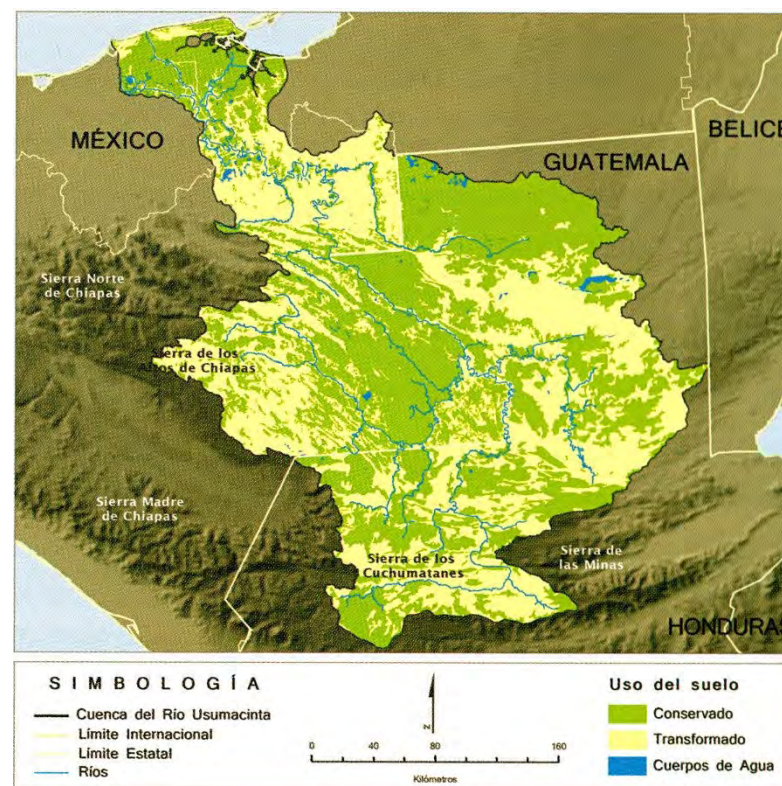 MÉXICO
BELICE
GUATEMALA
Sierra Norte
de Chiapas
Sierra de los
Altos de Chiapas
Sierra Madre
de Chiapas
Sierra de los
Cuchumatanes
Sierra de
las Minas
HONDURAS
SIMBOLOGÍA
Cuenca del Río Usumacinta
Límite Internacional
Límite Estatal
Ríos
N
0 40 80 160
Kilómetros
Uso del suelo
Conservado
Transformado
Cuerpos de Agua